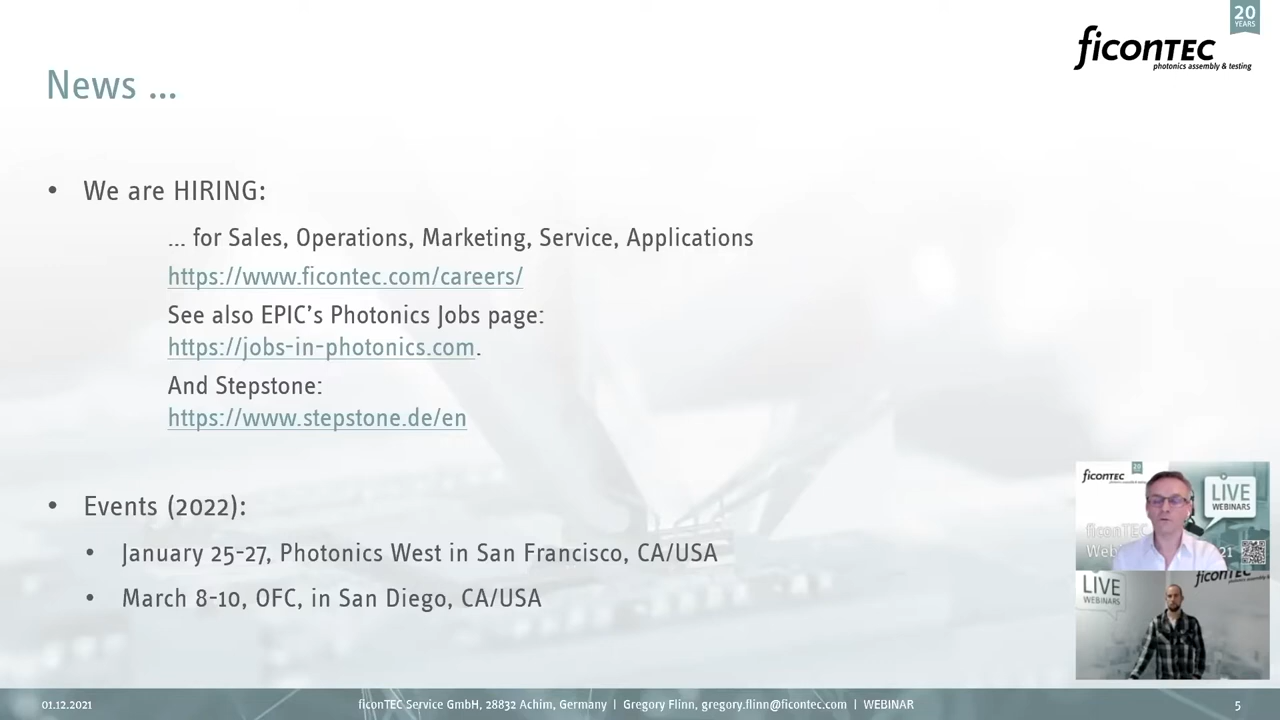 20
YEARS
ficonTEC
photonics assembly & testing
News ...
• We are HIRING:
... for Sales, Operations, Marketing, Service, Applications
https://www.ficontec.com/careers/
See also EPIC’s Photonics Jobs page:
https://jobs-in-photonics.com.
And Stepstone:
https://www.stepstone.de/en
• Events (2022):
• January 25-27, Photonics West in San Francisco, CA/USA
• March 8-10, OFC, in San Diego, CA/USA
ficonTEC
20
LIVE
WEBINARS
ficonTEC
Web
21
LIVE
WEBINARS
ficonTEC
01.12.2021
ficonTEC Service GmbH, 28832 Achim, Germany | Gregory Flinn, gregory.flinn@ficontec.com | WEBINAR
5